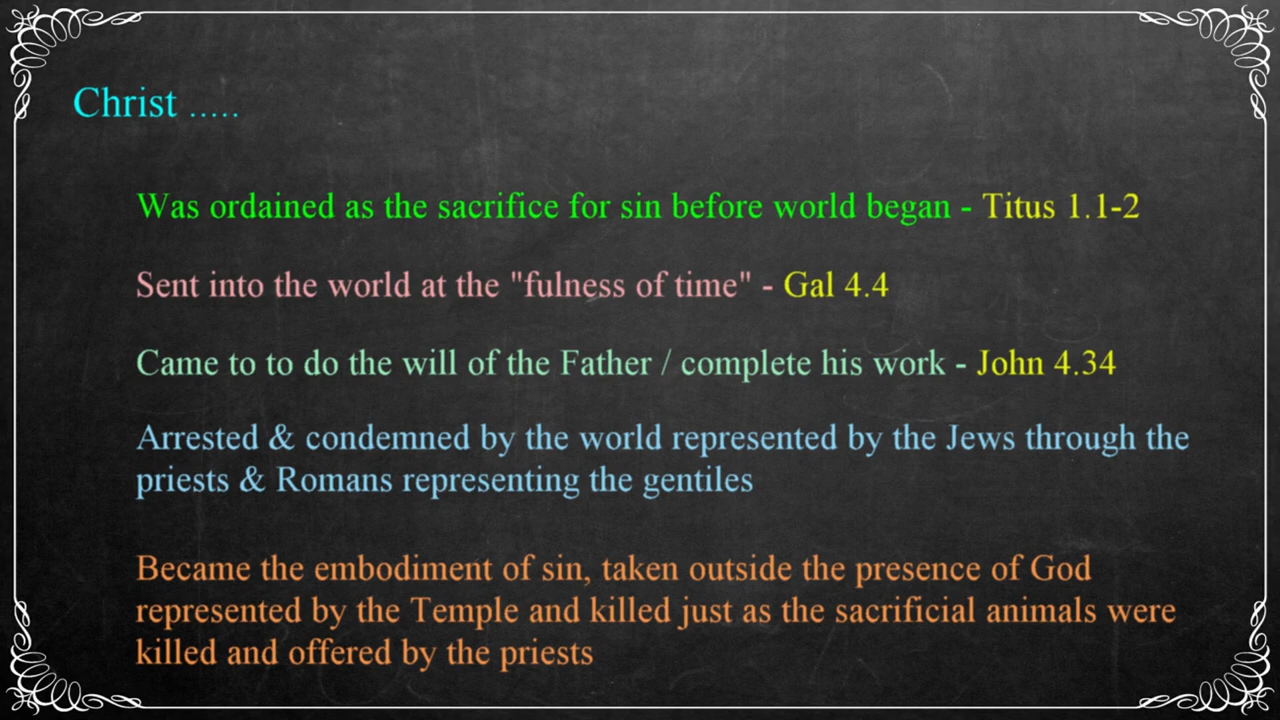 Christ .....
Was ordained as the sacrifice for sin before world began - Titus 1.1-2
Sent into the world at the "fulness of time" - Gal 4.4
Came to to do the will of the Father / complete his work - John 4.34
Arrested & condemned by the world represented by the Jews through the
priests & Romans representing the gentiles
Became the embodiment of sin, taken outside the presence of God
represented by the Temple and killed just as the sacrificial animals were
killed and offered by the priests